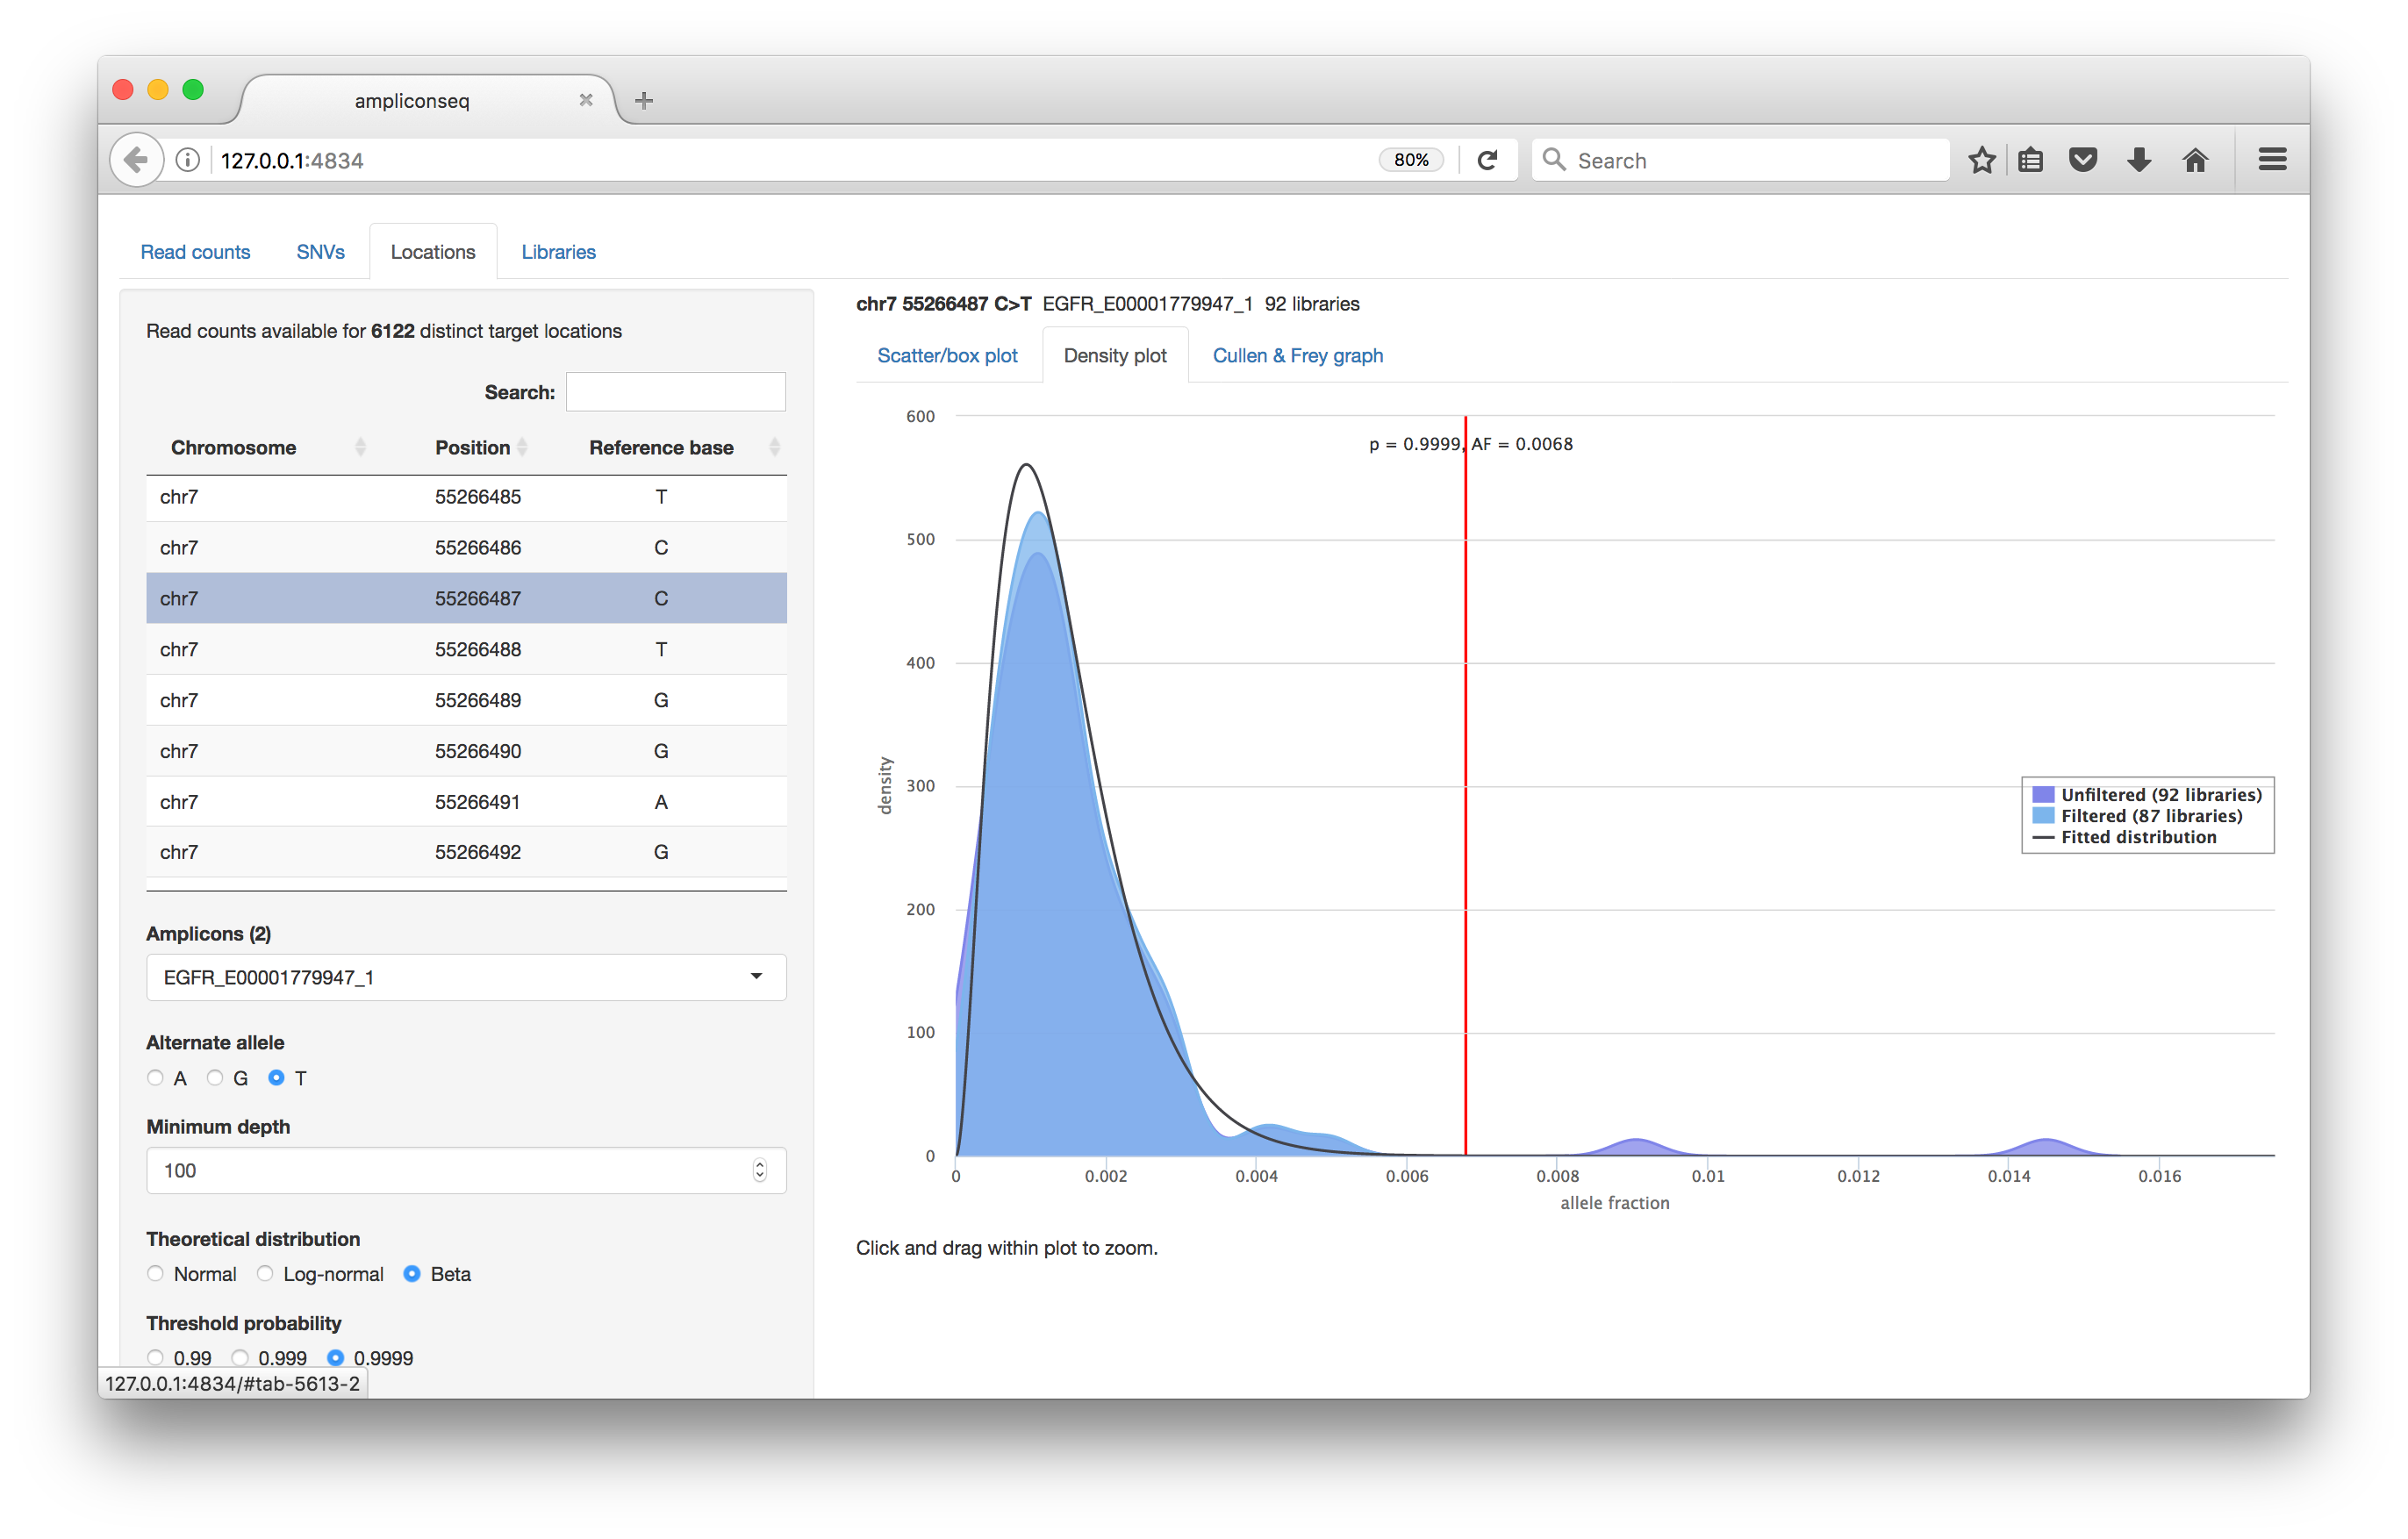 ampliconseq
127.0.0.1:4834
80%
Search
Read counts
SNVs
Locations
Libraries
Read counts available for 6122 distinct target locations
Search:
Chromosome Position Reference base
chr7 55266485 T
chr7 55266486 C
chr7 55266487 C
chr7 55266488 T
chr7 55266489 G
chr7 55266490 G
chr7 55266491 A
chr7 55266492 G
Amplicons (2)
EGFR_E00001779947_1
Alternate allele
A G T
Minimum depth
100
Theoretical distribution
Normal Log-normal Beta
Threshold probability
0.99 0.999 0.9999
127.0.0.1:4834/#tab-5613-2
chr7 55266487 C>T EGFR_E00001779947_1 92 libraries
Scatter/box plot
Density plot
Cullen & Frey graph
600
500
400
300
200
100
0
density
p = 0.9999, AF = 0.0068
Unfiltered (92 libraries)
Filtered (87 libraries)
Fitted distribution
0 0.002 0.004 0.006 0.008 0.01 0.012 0.014 0.016
allele fraction
Click and drag within plot to zoom.